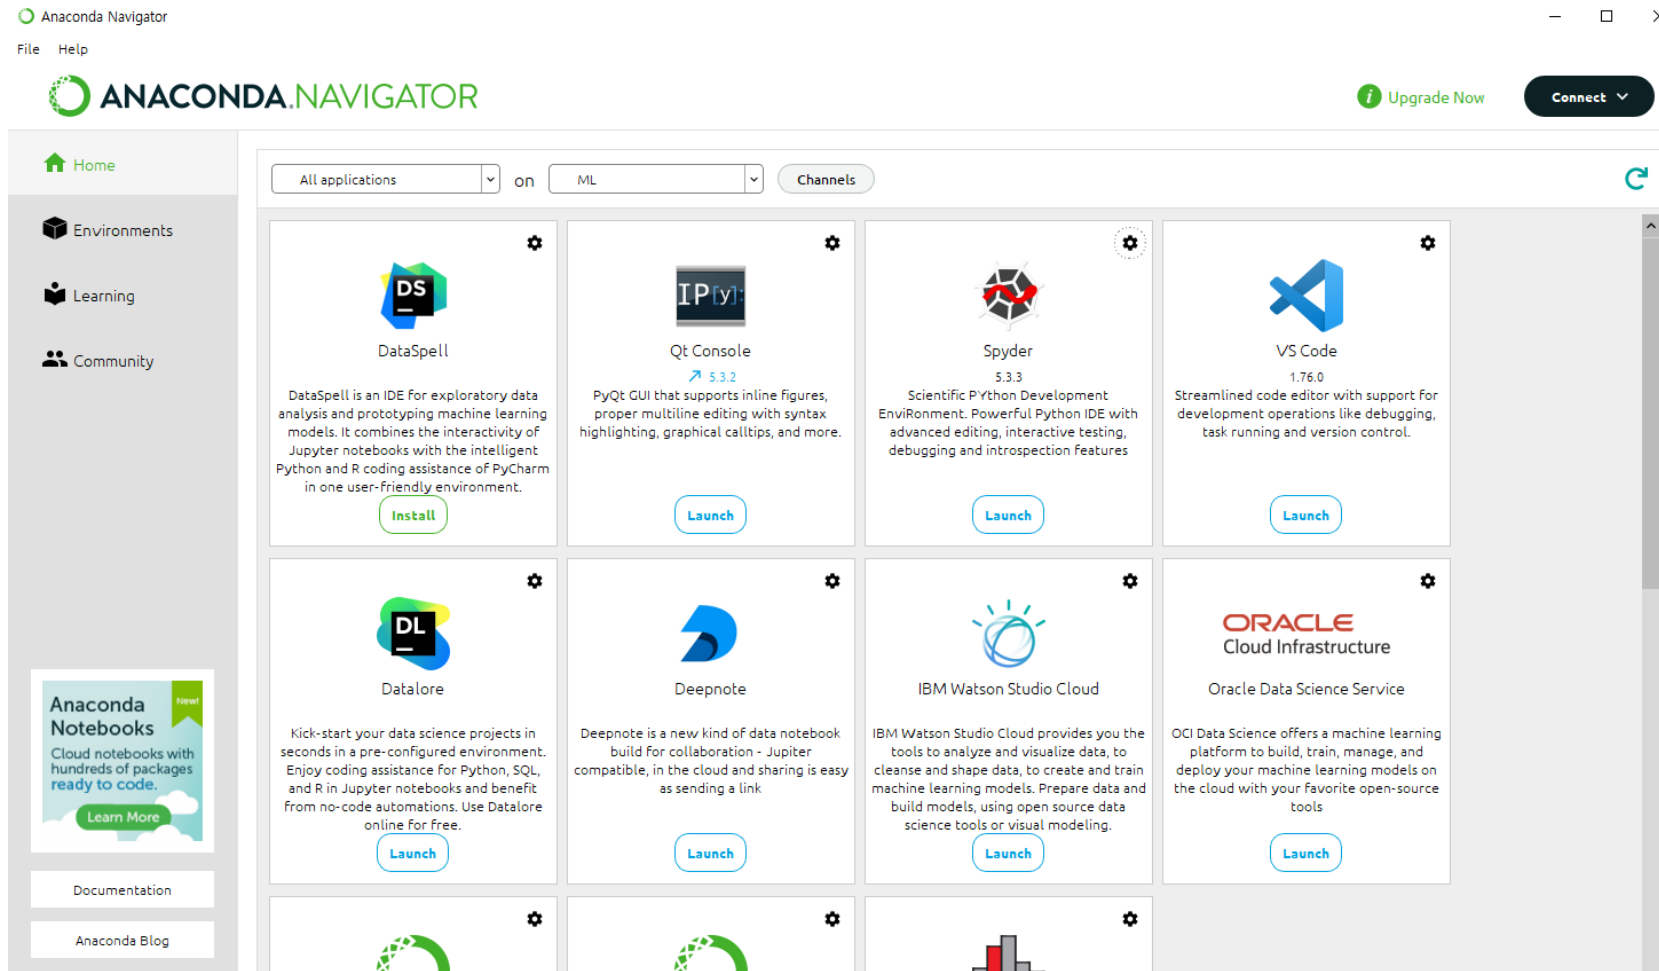 Anaconda Navigator
File Help
ANACONDA.NAVIGATOR
Upgrade Now
Connect
Home
Environments
Learning
Community
All applications on ML Channels
DS
DataSpell
DataSpell is an IDE for exploratory data
analysis and prototyping machine learning
models. It combines the interactivity of
Jupyter notebooks with the intelligent
Python and R coding assistance of PyCharm
in one user-friendly environment.
Install
IP[y]:
Qt Console
5.3.2
PyQt GUI that supports inline figures,
proper multiline editing with syntax
highlighting, graphical calltips, and more.
Launch
Spyder
5.3.3
Scientific PYthon Development
EnviRonment. Powerful Python IDE with
advanced editing, interactive testing,
debugging and introspection features
Launch
VS Code
1.76.0
Streamlined code editor with support for
development operations like debugging,
task running and version control.
Launch
DL
Datalore
Kick-start your data science projects in
seconds in a pre-configured environment.
Enjoy coding assistance for Python, SQL,
and R in Jupyter notebooks and benefit
from no-code automations. Use Datalore
online for free.
Launch
Deepnote
Deepnote is a new kind of data notebook
build for collaboration - Jupiter
compatible, in the cloud and sharing is easy
as sending a link
Launch
IBM Watson Studio Cloud
IBM Watson Studio Cloud provides you the
tools to analyze and visualize data, to
cleanse and shape data, to create and train
machine learning models. Prepare data and
build models, using open source data
science tools or visual modeling.
Launch
ORACLE
Cloud Infrastructure
Oracle Data Science Service
OCI Data Science offers a machine learning
platform to build, train, manage, and
deploy your machine learning models on
the cloud with your favorite open-source
tools
Launch
Anaconda
Notebooks
New!
Cloud notebooks with
hundreds of packages
ready to code.
Learn More
Documentation
Anaconda Blog